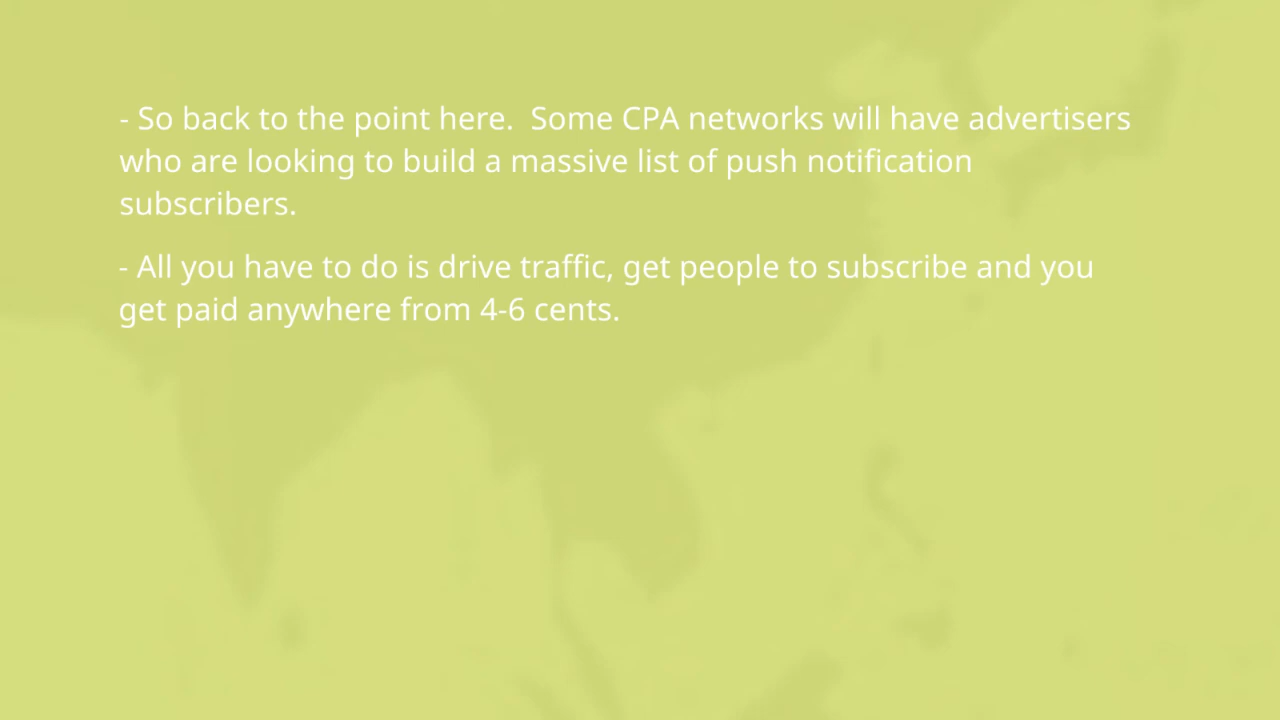 - So back to the point here.  Some CPA networks will have advertisers
who are looking to build a massive list of push notification
subscribers.
- All you have to do is drive traffic, get people to subscribe and you
get paid anywhere from 4-6 cents.